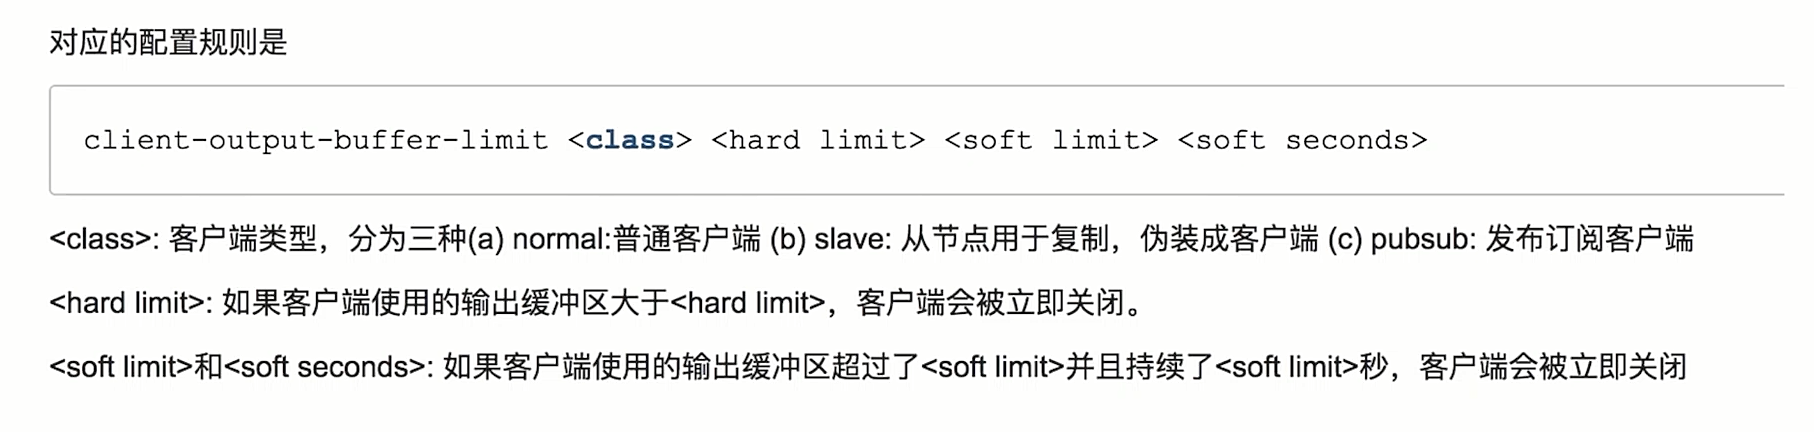 对应的配置规则是
client-output-buffer-limit <class> <hard limit> <soft limit> <soft seconds>
<class>: 客户端类型，分为三种(a) normal:普通客户端 (b) slave: 从节点用于复制，伪装成客户端 (c) pubsub: 发布订阅客户端
<hard limit>: 如果客户端使用的输出缓冲区大于<hard limit>，客户端会被立即关闭。
<soft limit>和<soft seconds>: 如果客户端使用的输出缓冲区超过了<soft limit>并且持续了<soft limit>秒，客户端会被立即关闭